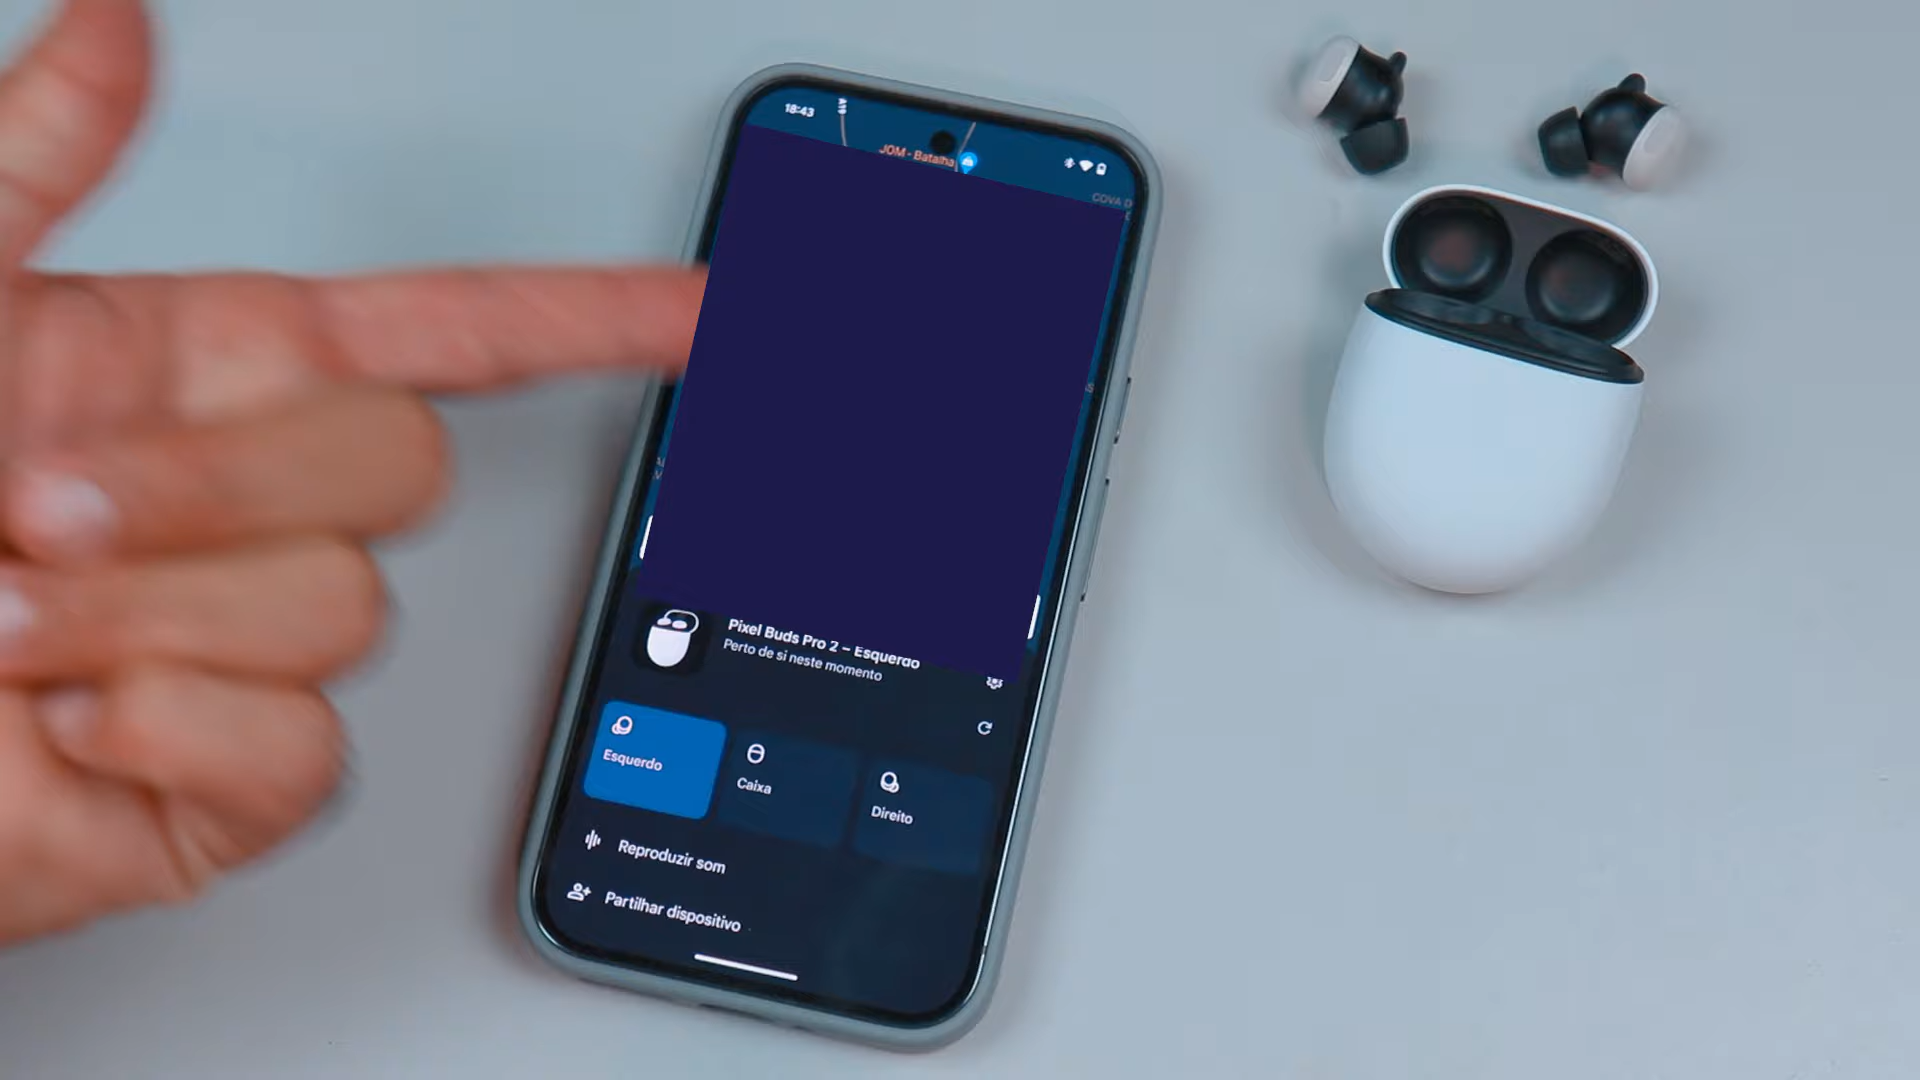 18:43
A19
JOM - Batalha
COVA D
Pixel Buds Pro 2 – Esquerdo
Perto de si neste momento
Esquerdo
Caixa
Direito
Reproduzir som
Partilhar dispositivo